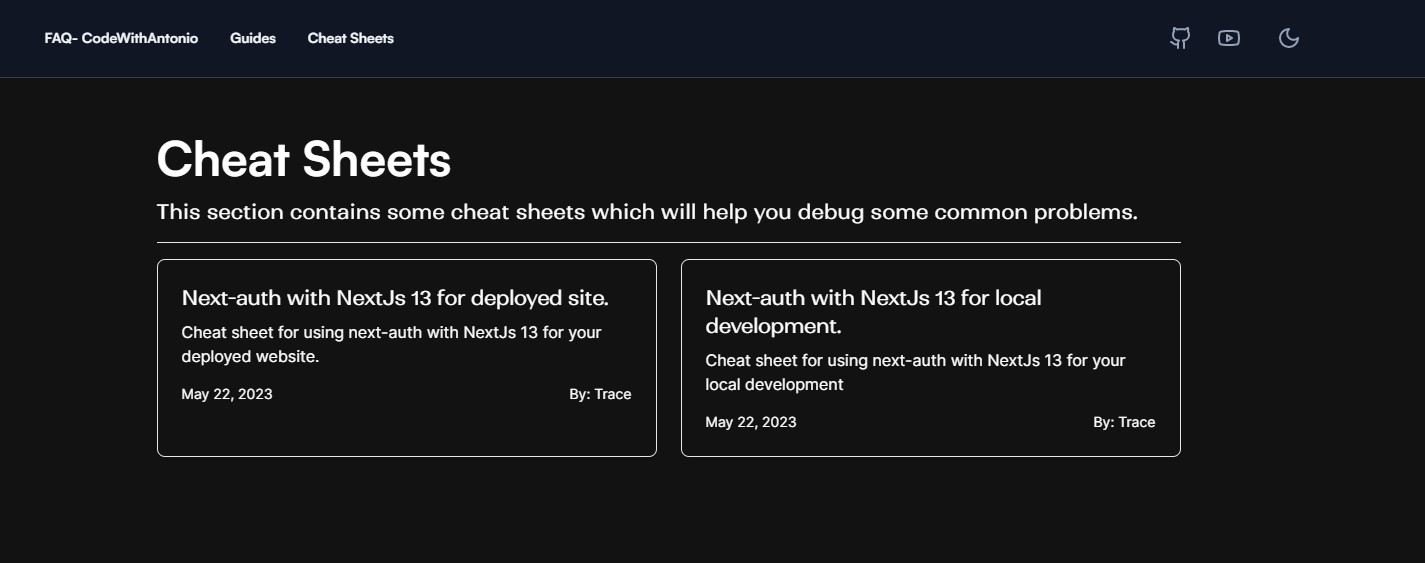 FAQ- CodeWithAntonio Guides Cheat Sheets
Cheat Sheets
This section contains some cheat sheets which will help you debug some common problems.
Next-auth with NextJs 13 for deployed site.
Cheat sheet for using next-auth with NextJs 13 for your
deployed website.
May 22, 2023 By: Trace
Next-auth with NextJs 13 for local
development.
Cheat sheet for using next-auth with NextJs 13 for your
local development
May 22, 2023 By: Trace